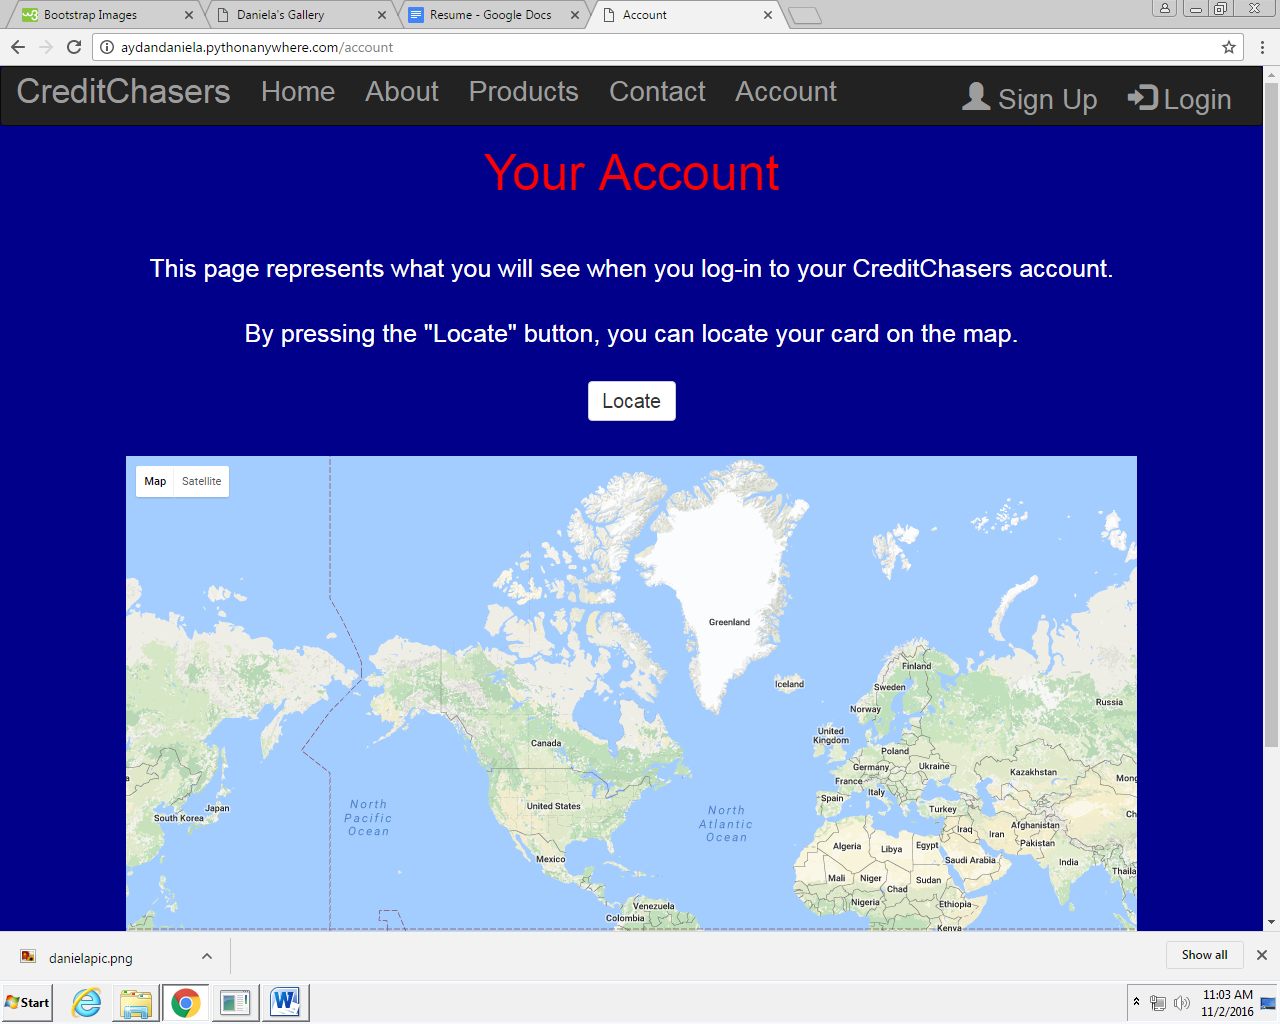 Bootstrap Images
Daniela's Gallery
Resume - Google Docs
Account
aydandaniela.pythonanywhere.com/account
CreditChasers Home About Products Contact Account Sign Up Login
Your Account
This page represents what you will see when you log-in to your CreditChasers account.
By pressing the "Locate" button, you can locate your card on the map.
Locate
Map Satellite
Greenland
Finland
Iceland
Sweden
Norway
Russia
United
Kingdom
Canada
Poland
Germany
Ukraine
Kazakhstan
Mong
France
Italy
Spain
Turkey
United States
North
Pacific
Ocean
North
Atlantic
Ocean
Japan
South Korea
Ch
Iraq
Iran
Afghanistan
Pakistan
Algeria
Libya
Egypt
Saudi Arabia
India
Thaila
Mexico
Mali
Niger
Chad
Sudan
Nigeria
Ethiopia
Venezuela
Colombia
Kenya
danielapic.png
Show all
Start
11:03 AM
11/2/2016